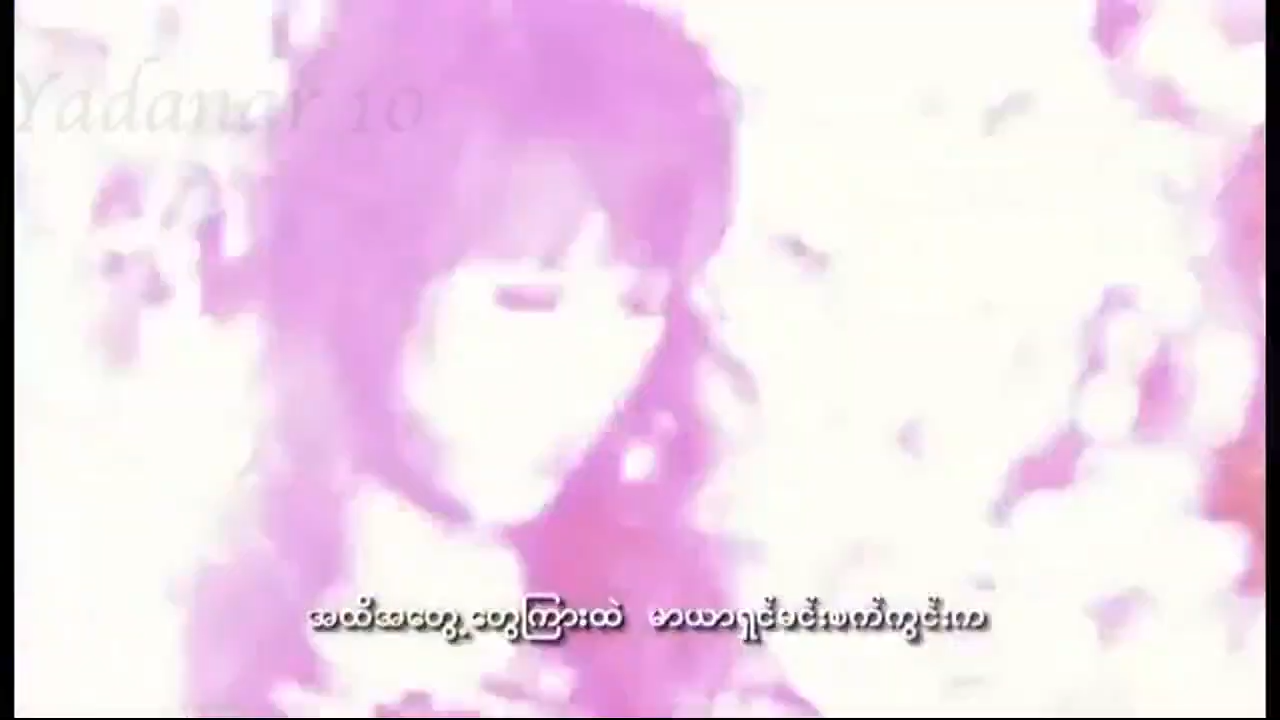 Yadanar 10
အထိအတွေ့တွေကြားထဲ မာယာရှင်မင်းစက်ကွင်းက